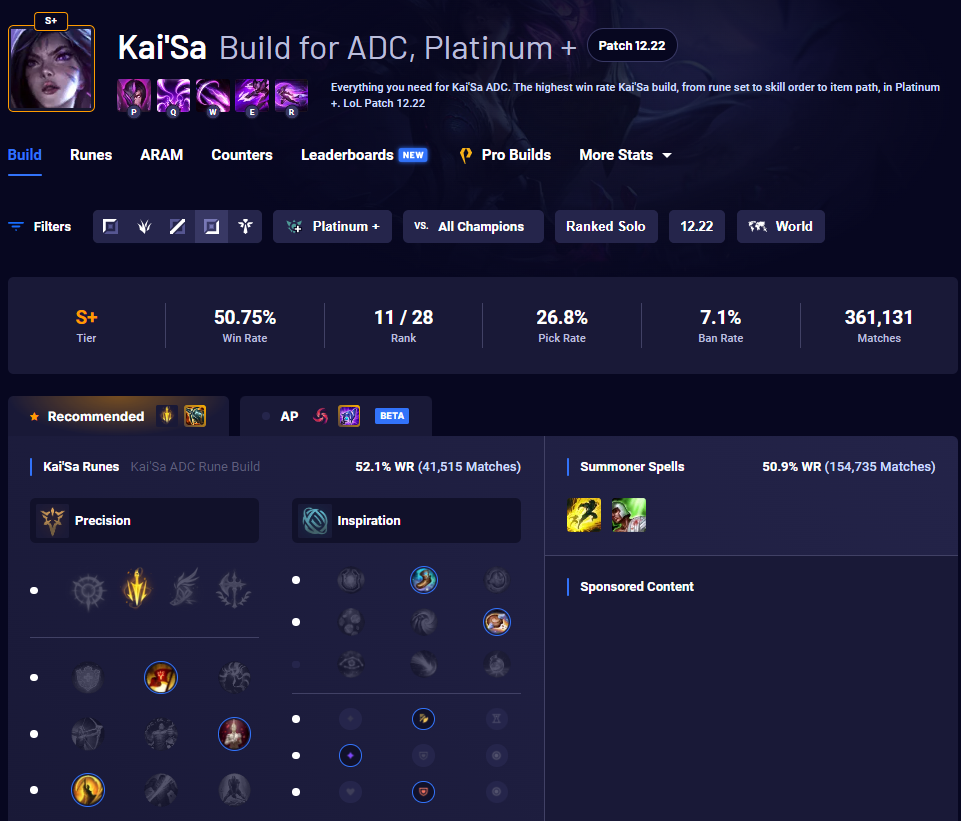 S+
Kai'Sa Build for ADC, Platinum +
Patch 12.22
P Q W E R
Everything you need for Kai'Sa ADC. The highest win rate Kai'Sa build, from rune set to skill order to item path, in Platinum
+. LoL Patch 12.22
Build Runes ARAM Counters Leaderboards NEW Pro Builds More Stats
Filters Platinum + VS. All Champions Ranked Solo 12.22 World
S+ 50.75% 11 / 28 26.8% 7.1% 361,131
Tier Win Rate Rank Pick Rate Ban Rate Matches
Recommended AP BETA
Kai'Sa Runes Kai'Sa ADC Rune Build 52.1% WR (41,515 Matches)
Summoner Spells 50.9% WR (154,735 Matches)
Precision Inspiration
Sponsored Content